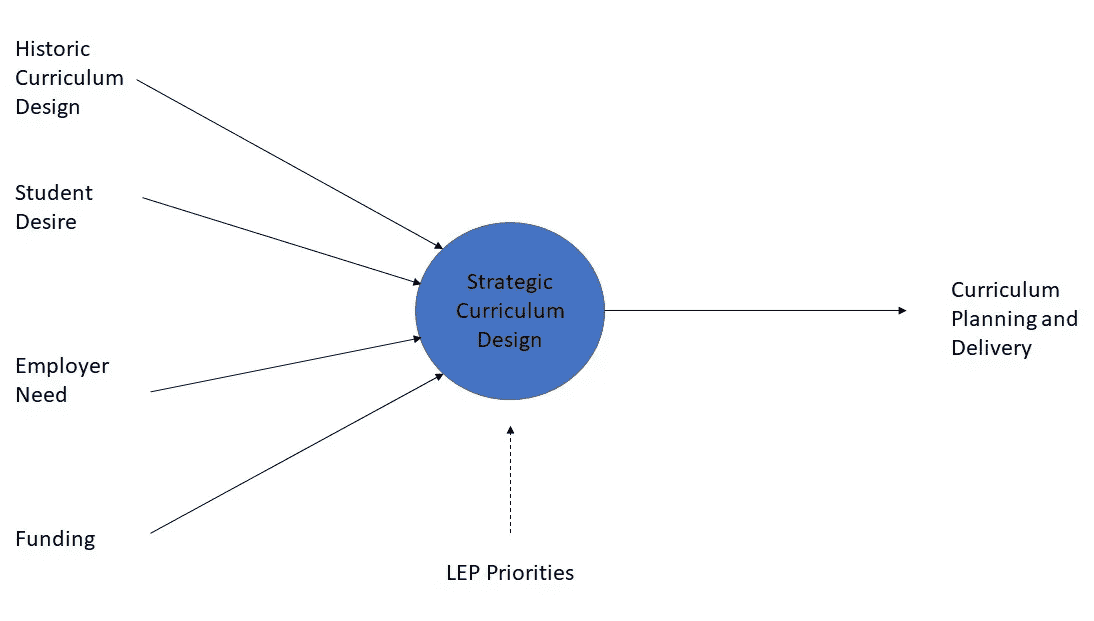 Historic
Curriculum
Design
Student
Desire
Employer
Need
Funding
Strategic
Curriculum
Design
LEP Priorities
Curriculum
Planning and
Delivery